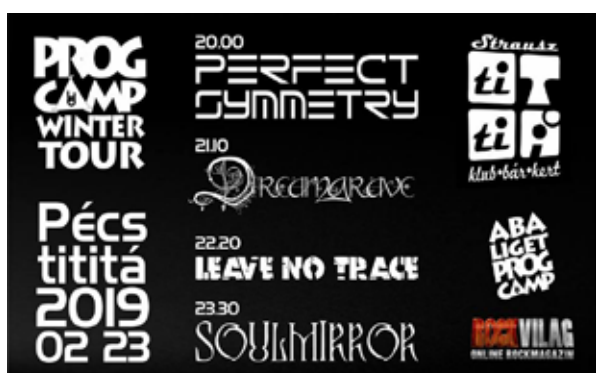 PROG
CAMP
WINTER
TOUR
Pécs
tititá
2019
02 23
20.00
PERFECT
SYMMETRY
21.10
Dreamgrave
22.20
LEAVE NO TRACE
23.30
SOULMIRROR
Strausz
ti T
ti Á
klub•bár•kert
ABA
LIGET
PROG
CAMP
ROCKVILÁG
ONLINE ROCKMAGAZIN